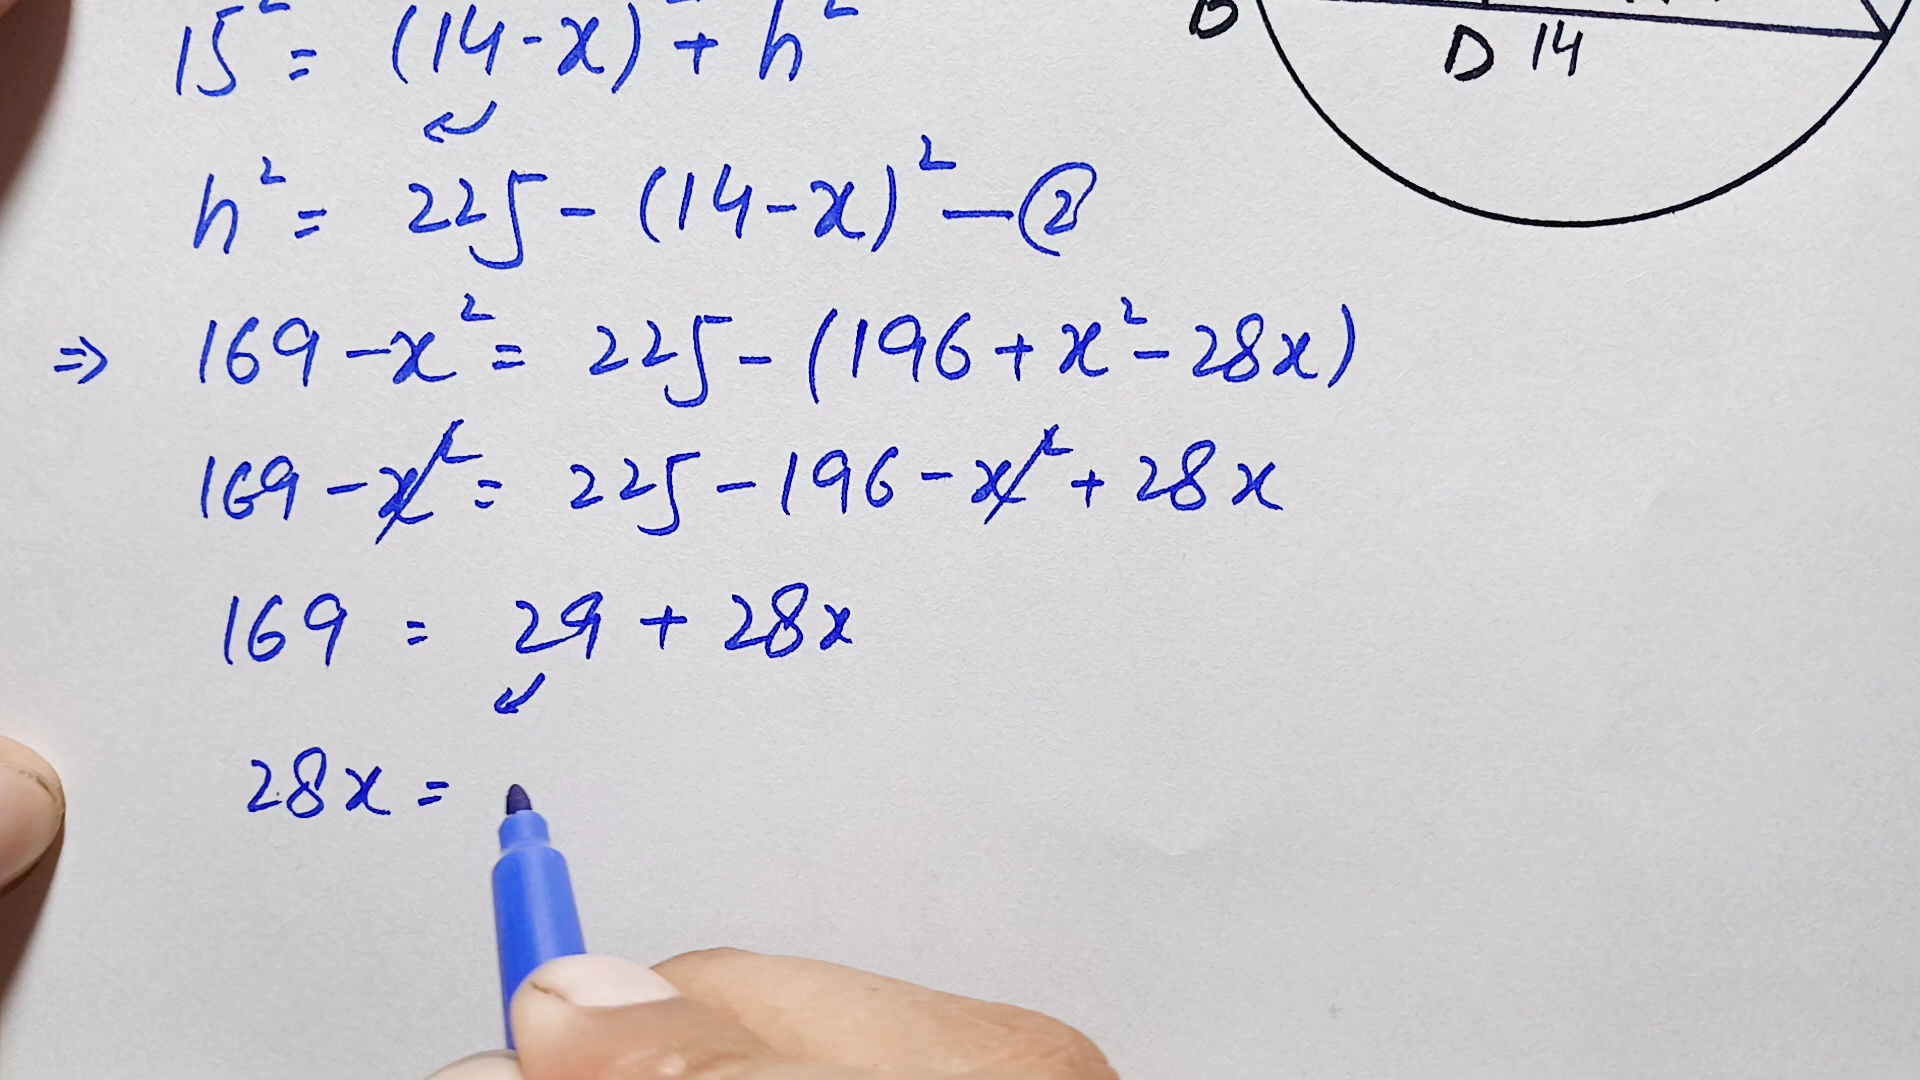 15² = (14-x)² + h²
h² = 225 - (14-x)² — ②
⇒ 169 - x² = 225 - (196 + x² - 28x)
169 - x² = 225 - 196 - x² + 28x
169 = 29 + 28x
28x =
B
D 14